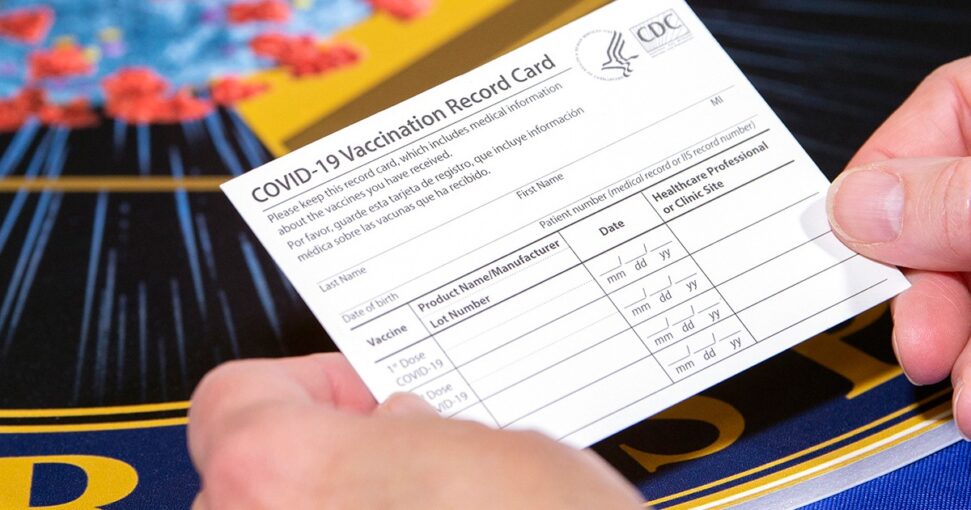 CDC
COVID-19 Vaccination Record Card
Please keep this record card, which includes medical information
about the vaccines you have received.
Por favor, guarde esta tarjeta de registro, que incluye información
médica sobre las vacunas que ha recibido.
Last Name First Name MI
Date of birth Patient number (medical record or IIS record number)
Vaccine Product Name/Manufacturer Date Healthcare Professional
Lot Number or Clinic Site
1st Dose
COVID-19
mm dd yy
Dose
COVID-19
mm dd yy
mm dd yy
mm dd yy